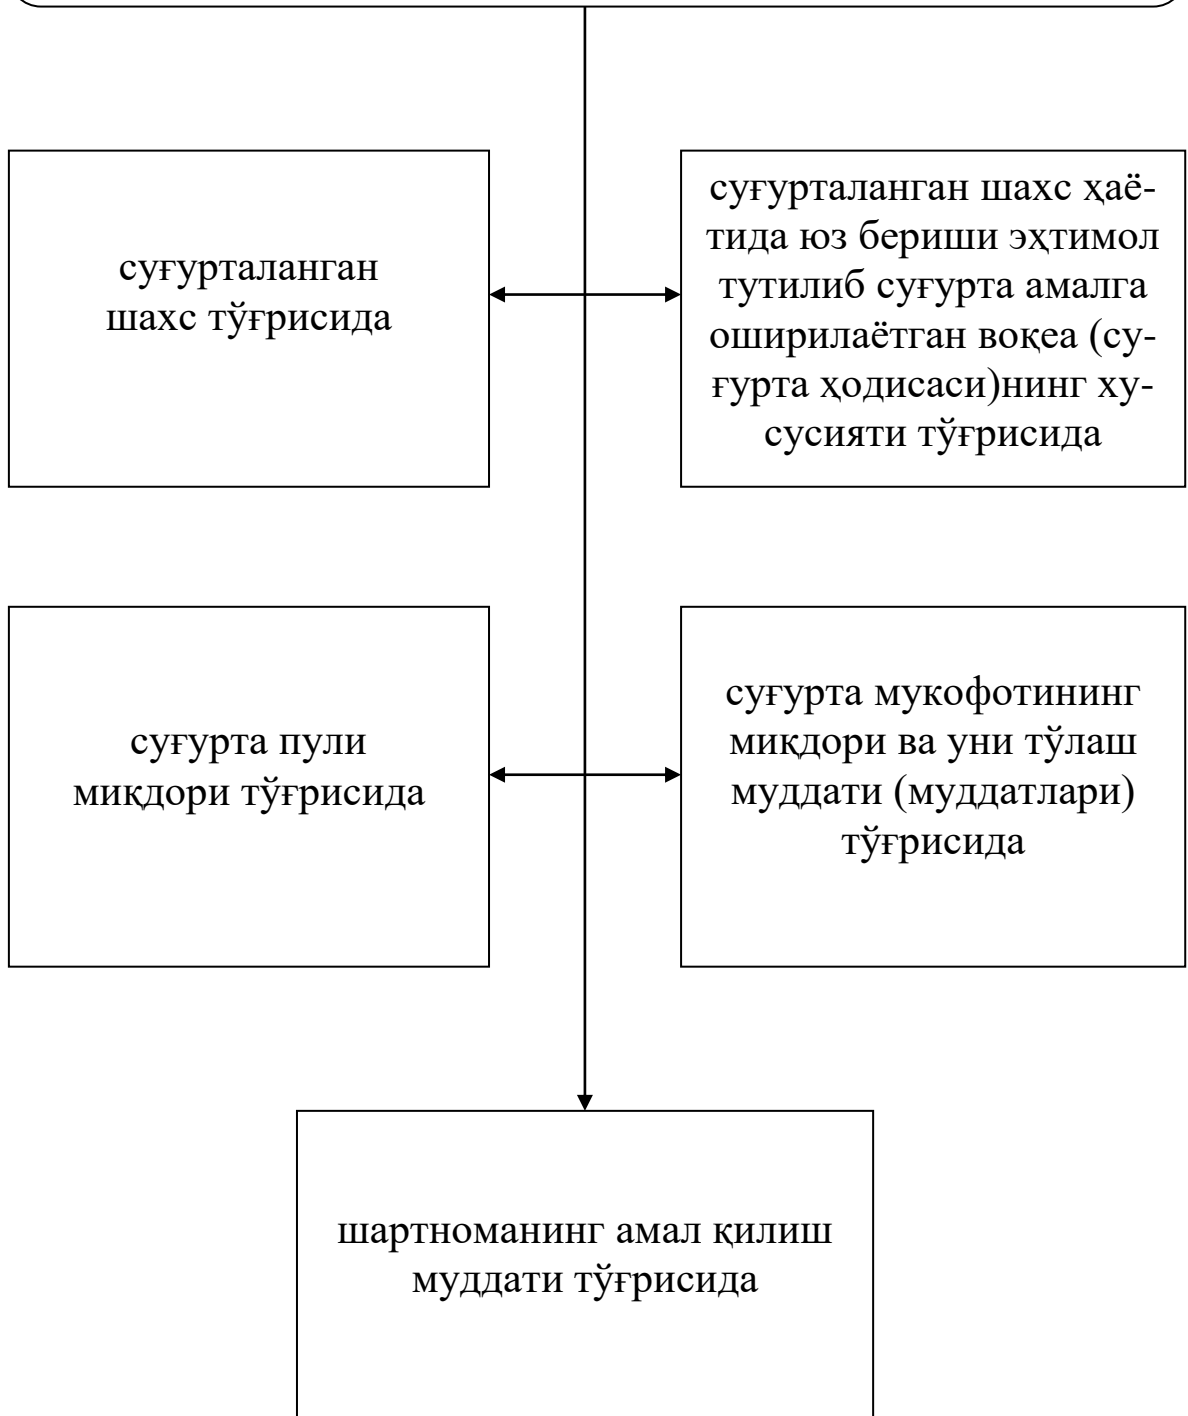 суғурталанган
шахс тўғрисида
суғурталанган шахс ҳаё-
тида юз бериши эҳтимол
тутилиб суғурта амалга
оширилаётган воқеа (су-
ғурта ҳодисаси)нинг ху-
сусияти тўғрисида
суғурта пули
миқдори тўғрисида
суғурта мукофотининг
миқдори ва уни тўлаш
муддати (муддатлари)
тўғрисида
шартноманинг амал қилиш
муддати тўғрисида